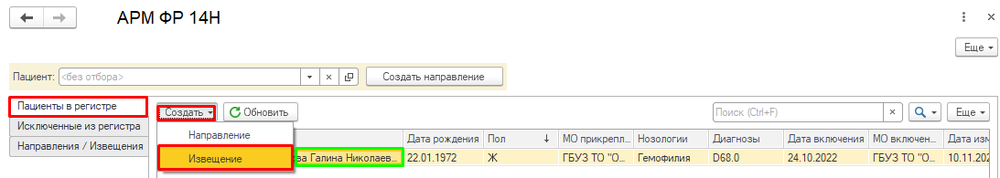 АРМ ФР 14Н
Еще
Пациент: <без отбора> Создать направление
Пациенты в регистре
Исключенные из регистра
Направления / Извещения
Создать Обновить Поиск (Ctrl+F) Еще
Направление
Извещение
Дата рождения Пол МО прикрепл... Нозологии Диагнозы Дата включения МО включен... Дата изм
ва Галина Николаев... 22.01.1972 Ж ГБУЗ ТО "О... Гемофилия D68.0 24.10.2022 ГБУЗ ТО "О... 10.11.202